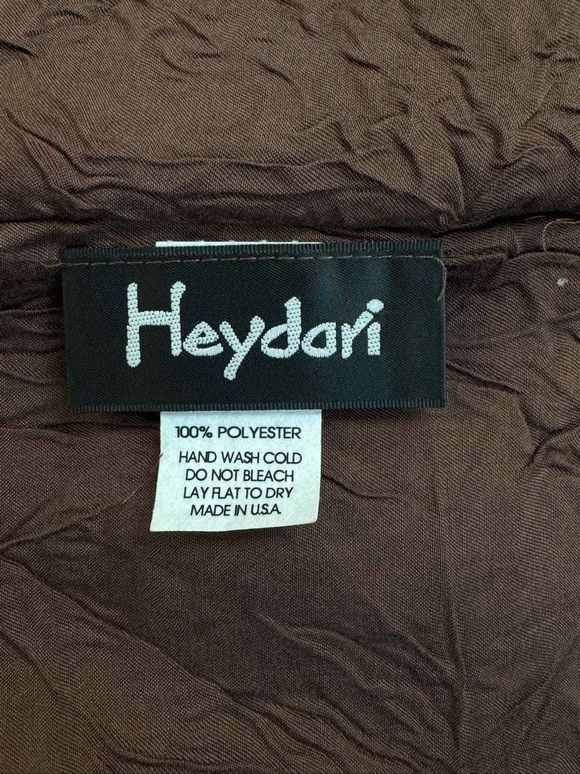 Heydari
100% POLYESTER
HAND WASH COLD
DO NOT BLEACH
LAY FLAT TO DRY
MADE IN U.S.A.